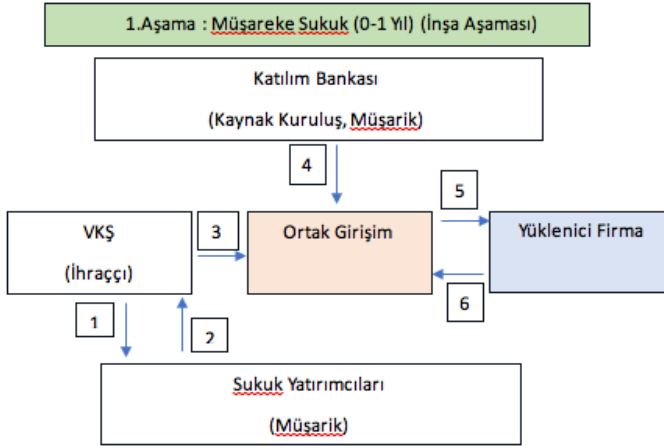 1.Aşama : Müşareke Sukuk (0-1 Yıl) (İnşa Aşaması)
Katılım Bankası
(Kaynak Kuruluş, Müşarik)
4
5
VKŞ
(İhraççı)
3
Ortak Girişim
Yüklenici Firma
6
1
2
Sukuk Yatırımcıları
(Müşarik)